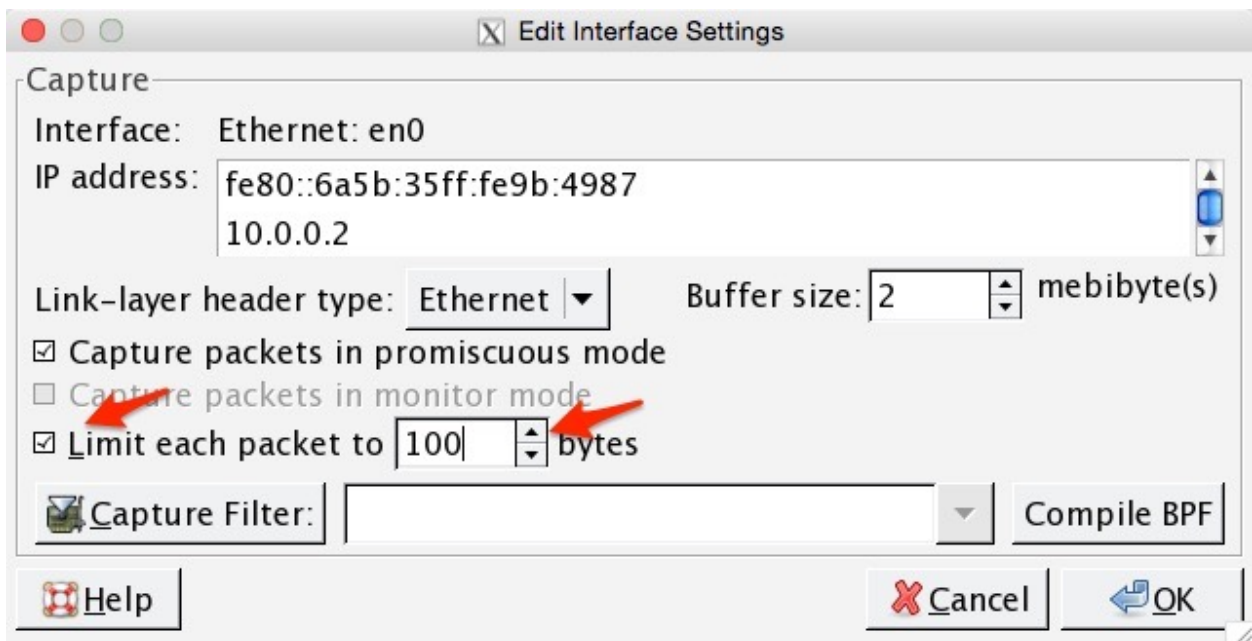 Edit Interface Settings
Capture
Interface: Ethernet: en0
IP address: fe80::6a5b:35ff:fe9b:4987
10.0.0.2
Link-layer header type: Ethernet Buffer size: 2 mebibyte(s)
Capture packets in promiscuous mode
Capture packets in monitor mode
Limit each packet to 100 bytes
Capture Filter: Compile BPF
Help Cancel OK